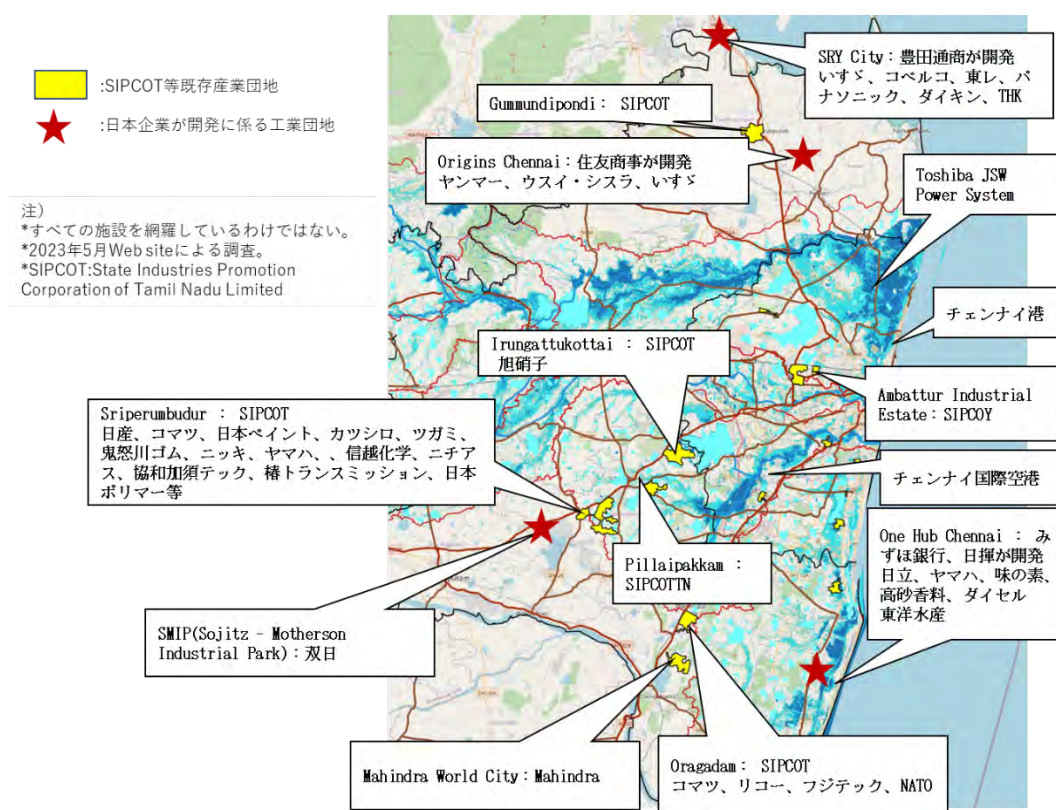 :SIPCOT等既存産業団地
:日本企業が開発に係る工業団地
注)
*すべての施設を網羅しているわけではない。
*2023年5月Web siteによる調査。
*SIPCOT:State Industries Promotion
Corporation of Tamil Nadu Limited
SRY City:豊田通商が開発
いすゞ、コベルコ、東レ、パ
ナソニック、ダイキン、THK
Gummundipondi: SIPCOT
Origins Chennai:住友商事が開発
ヤンマー、ウスイ・シスラ、いすゞ
Toshiba JSW
Power System
チェンナイ港
Irungattukottai : SIPCOT
旭硝子
Ambattur Industrial
Estate:SIPCOY
Sriperumbudur : SIPCOT
日産、コマツ、日本ペイント、カツシロ、ツガミ、
鬼怒川ゴム、ニッキ、ヤマハ、、信越化学、ニチア
ス、協和加須テック、椿トランスミッション、日本
ポリマー等
チェンナイ国際空港
One Hub Chennai : み
ずほ銀行、日揮が開発
日立、ヤマハ、味の素、
高砂香料、ダイセル
東洋水産
Pillaipakkam :
SIPCOTTN
SMIP(Sojitz - Motherson
Industrial Park):双日
Mahindra World City:Mahindra
Oragadam: SIPCOT
コマツ、リコー、フジテック、NATO